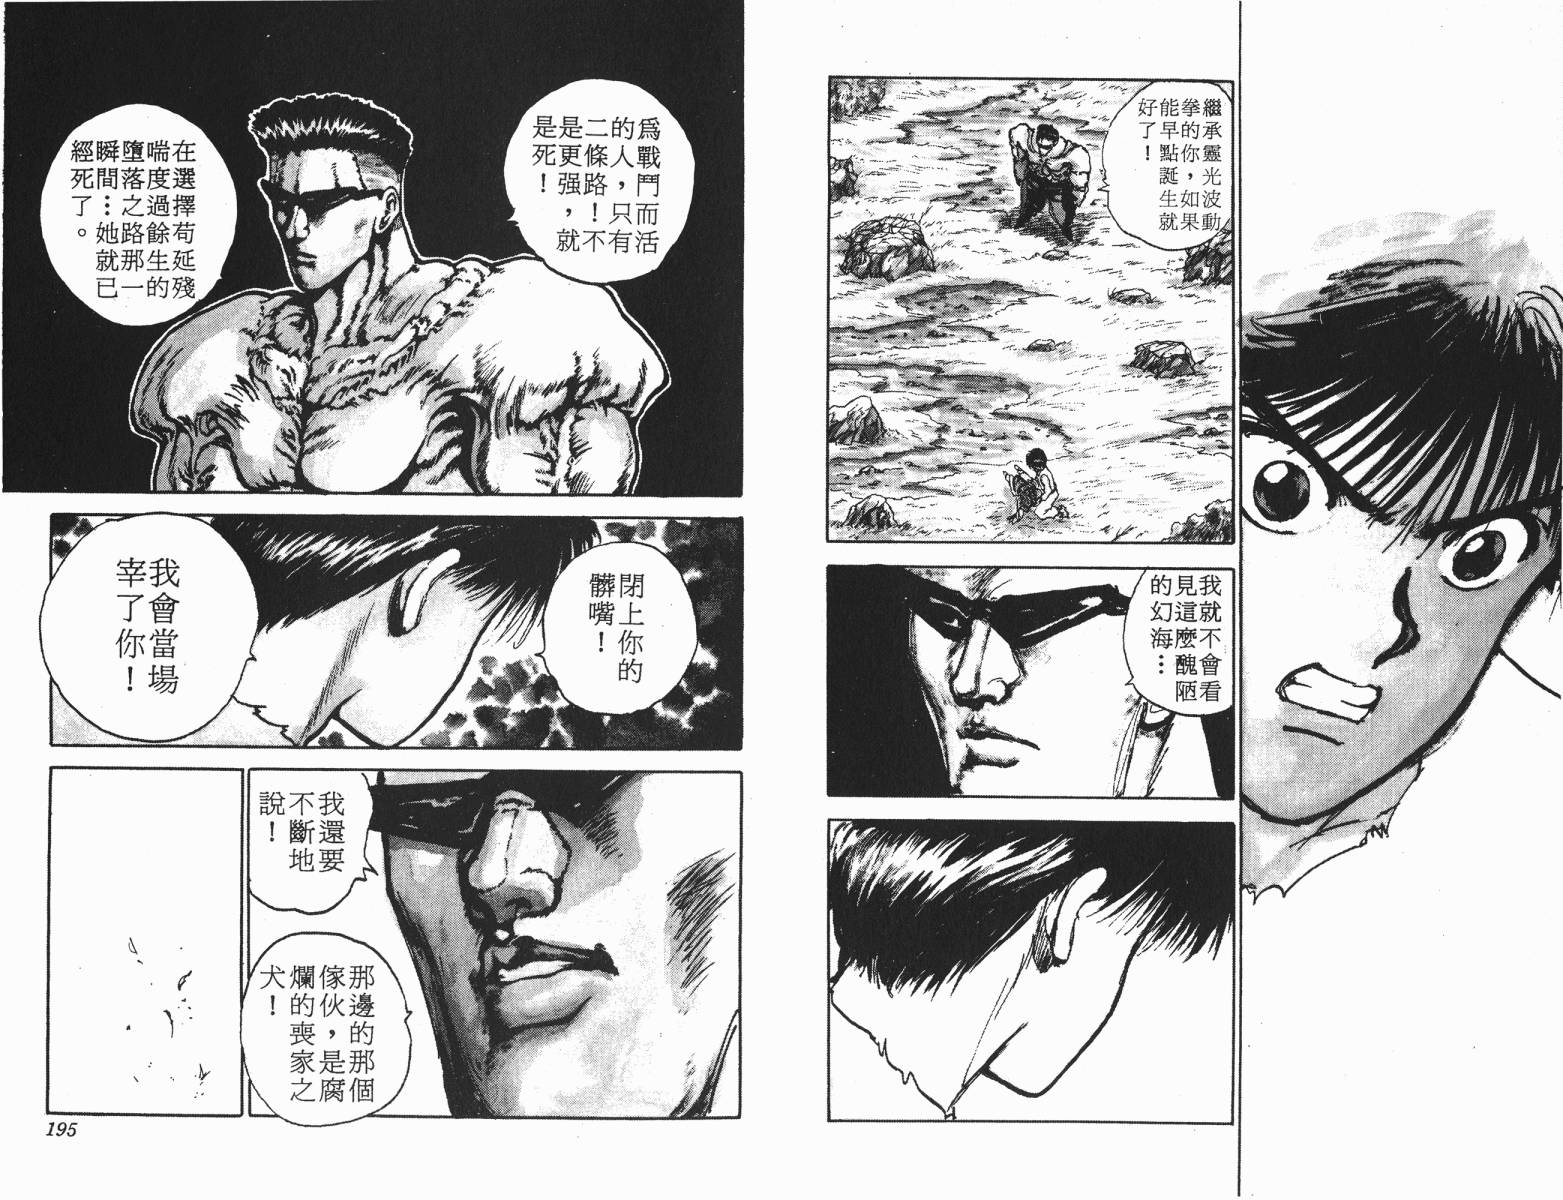 繼承靈光波動
拳的你，如果
能早點誕生就
好了！
我就不會看
見這麼醜陋
的幻海…
為戰鬥而活
的人，只有
二條路！不
是更强，就
是死！
在選擇苟延殘
喘度過餘生的
墮落之路那一
瞬間…她就已
經死了。
閉上你的
髒嘴！
我會當場
宰了你！
我還要
不斷地
說！
那邊的那個
傢伙，是腐
爛的喪家之
犬！
195